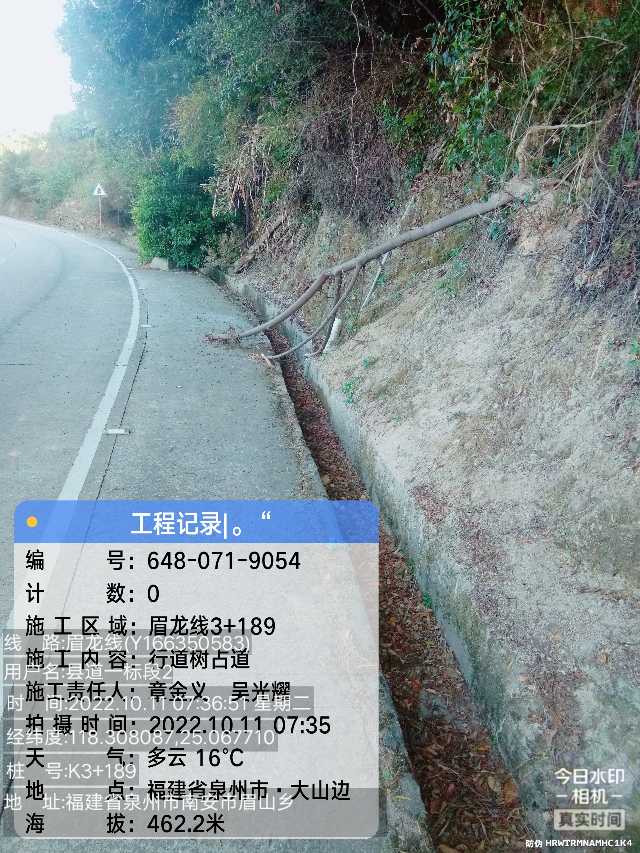 工程记录|。“
编号：648-071-9054
计数：0
施工区域：眉龙线3+189
线 路:眉龙线(Y166350583)
施工内容：行道树占道
用户名:县道一标段2
施工责任人：章金义、吴光耀
时 间:2022.10.11 07:36:51 星期二
拍摄时间：2022.10.11 07:35
经纬度:118.308087,25.067710
天气：多云 16℃
桩 号:K3+189
地点：福建省泉州市·大山边
地 址:福建省泉州市南安市眉山乡
海拔：462.2米
今日水印
相机
真实时间
防伪 HRWTRMNAMHC1K4